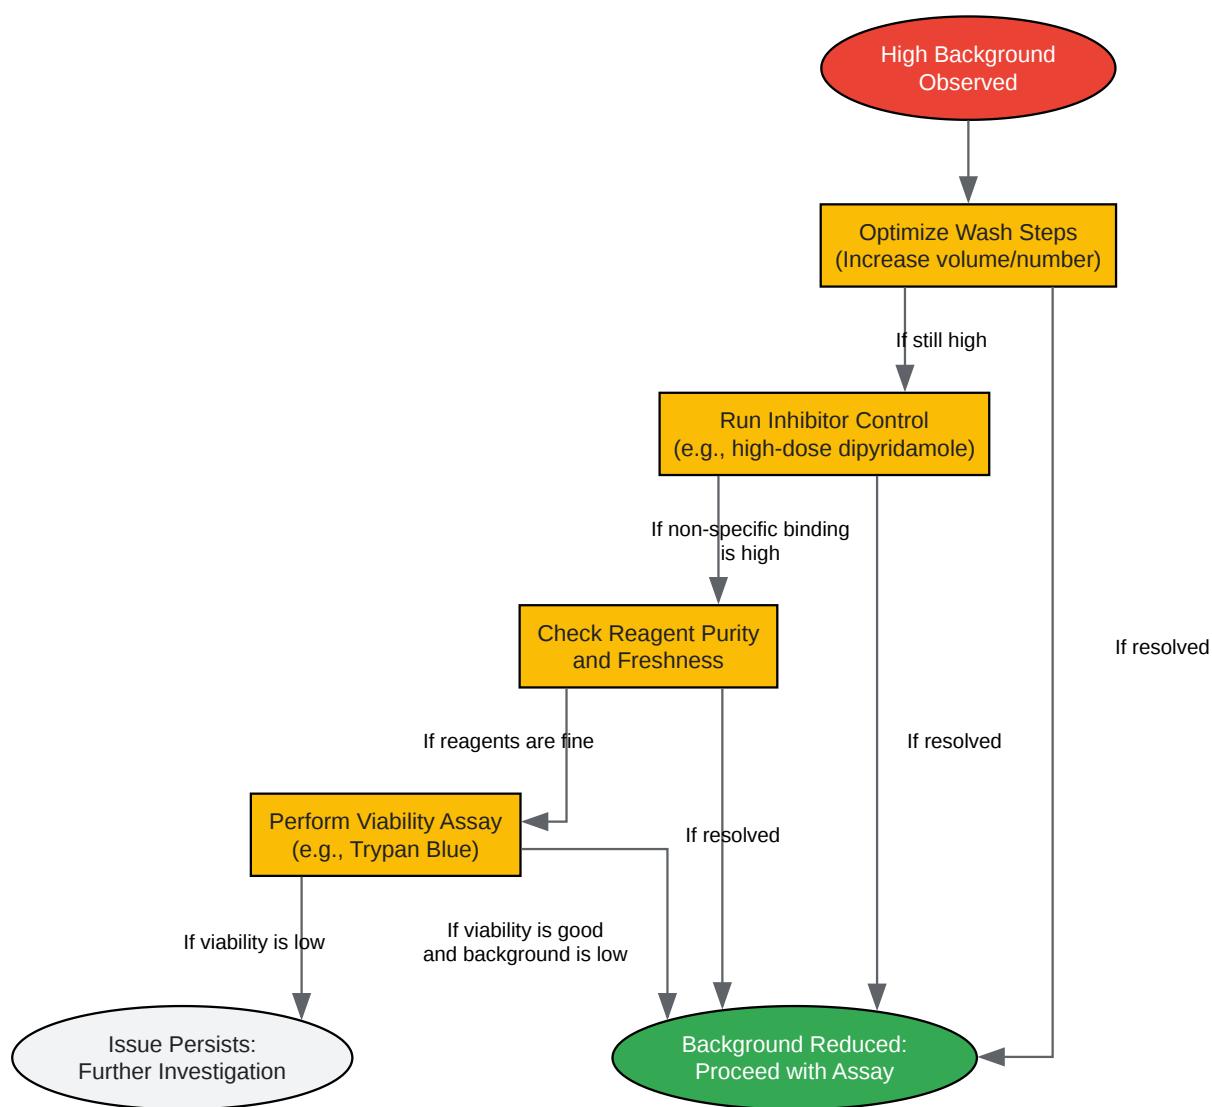 High Background
Observed
Optimize Wash Steps
(Increase volume/number)
If still high
Run Inhibitor Control
(e.g., high-dose dipyridamole)
If non-specific binding
is high
Check Reagent Purity
and Freshness
If resolved
If reagents are fine
If resolved
Perform Viability Assay
(e.g., Trypan Blue)
If resolved
If viability is low
If viability is good
and background is low
Issue Persists:
Further Investigation
Background Reduced:
Proceed with Assay